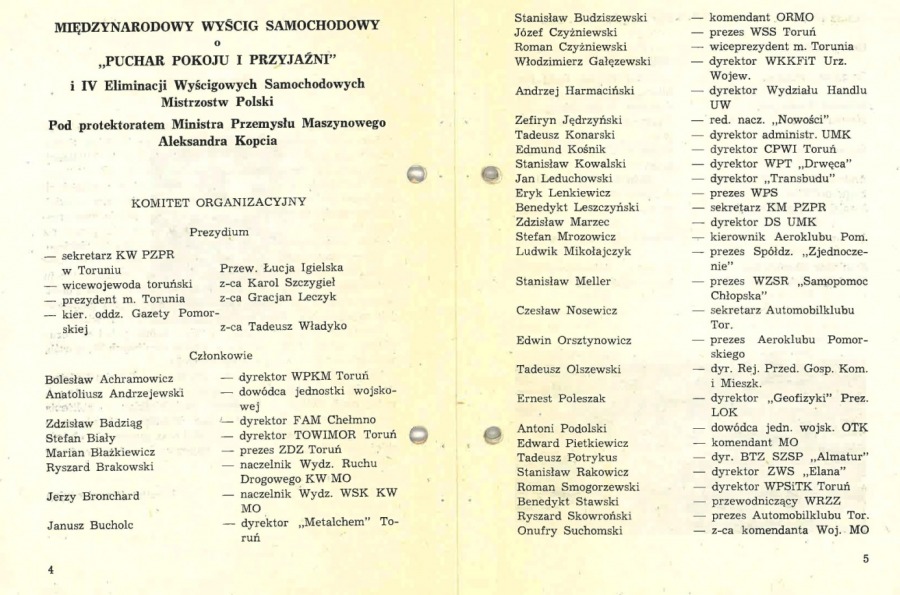 MIĘDZYNARODOWY WYŚCIG SAMOCHODOWY
o
„PUCHAR POKOJU I PRZYJAŹNI”
i IV Eliminacji Wyścigowych Samochodowych
Mistrzostw Polski
Pod protektoratem Ministra Przemysłu Maszynowego
Aleksandra Kopcia
KOMITET ORGANIZACYJNY
Prezydium
— sekretarz KW PZPR
w Toruniu Przew. Łucja Igielska
— wicewojewoda toruński z-ca Karol Szczygieł
— prezydent m. Torunia z-ca Gracjan Leczyk
— kier. oddz. Gazety Pomor-
skiej z-ca Tadeusz Władyko
Członkowie
Bolesław Achramowicz — dyrektor WPKM Toruń
Anatoliusz Andrzejewski — dowódca jednostki wojsko-
wej
Zdzisław Badziąg — dyrektor FAM Chełmno
Stefan Biały — dyrektor TOWIMOR Toruń
Marian Błażkiewicz — prezes ZDZ Toruń
Ryszard Brakowski — naczelnik Wydz. Ruchu
Drogowego KW MO
Jerzy Bronchard — naczelnik Wydz. WSK KW
MO
Janusz Bucholc — dyrektor „Metalchem” To-
ruń
4
Stanisław Budziszewski — komendant ORMO
Józef Czyżniewski — prezes WSS Toruń
Roman Czyżniewski — wiceprezydent m. Torunia
Włodzimierz Gałęzewski — dyrektor WKKFiT Urz.
Wojew.
Andrzej Harmaciński — dyrektor Wydziału Handlu
UW
Zefiryn Jędrzyński — red. nacz. „Nowości”
Tadeusz Konarski — dyrektor administr. UMK
Edmund Kośnik — dyrektor CPWI Toruń
Stanisław Kowalski — dyrektor WPT „Drwęca”
Jan Leduchowski — dyrektor „Transbudu”
Eryk Lenkiewicz — prezes WPS
Benedykt Leszczyński — sekretarz KM PZPR
Zdzisław Marzec — dyrektor DS UMK
Stefan Mrozowicz — kierownik Aeroklubu Pom.
Ludwik Mikołajczyk — prezes Spółdz. „Zjednocze-
nie”
Stanisław Meller — prezes WZSR „Samopomoc
Chłopska”
Czesław Nosewicz — sekretarz Automobilklubu
Tor.
Edwin Orsztynowicz — prezes Aeroklubu Pomor-
skiego
Tadeusz Olszewski — dyr. Rej. Przed. Gosp. Kom.
i Mieszk.
Ernest Poleszak — dyrektor „Geofizyki” Prez.
LOK
Antoni Podolski — dowódca jedn. wojsk. OTK
Edward Pietkiewicz — komendant MO
Tadeusz Potrykus — dyr. BTZ SZSP „Almatur”
Stanisław Rakowicz — dyrektor ZWS „Elana”
Roman Smogorzewski — dyrektor WPSiTK Toruń
Benedykt Stawski — przewodniczący WRZZ
Ryszard Skowroński — prezes Automobilklubu Tor.
Onufry Suchomski — z-ca komendanta Woj. MO
5